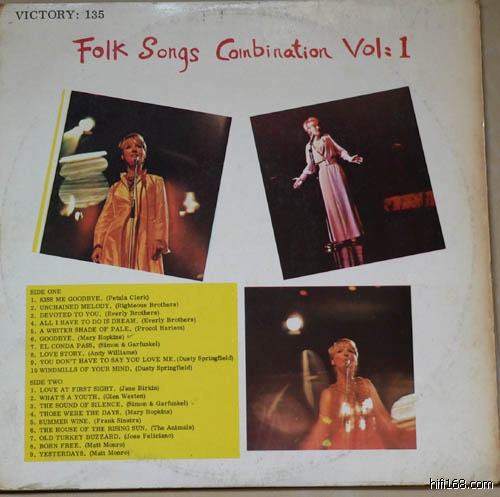 VICTORY: 135
Folk Songs Combination Vol: 1
SIDE ONE
1. KISS ME GOODBYE, (Petula Clark)
2. UNCHAINED MELODY, (Righteous Brothers)
3. DEVOTED TO YOU, (Everly Brothers)
4. ALL I HAVE TO DO IS DREAM, (Everly Brothers)
5. A WHITER SHADE OF PALE, (Procol Harlem)
6. GOODBYE, (Mary Hopkins)
7. EL CONDA PASS, (Simon & Garfunkel)
8. LOVE STORY, (Andy Williams)
9. YOU DON'T HAVE TO SAY YOU LOVE ME, (Dusty Springfield)
10 WINDMILLS OF YOUR MIND, (Dusty Springfield)
SIDE TWO
1. LOVE AT FIRST SIGHT, (Jane Birkin)
2. WHAT'S A YOUTH, (Glen Westen)
3. THE SOUND OF SILENCE, (Simon & Garfunkel)
4. THOSE WERE THE DAYS, (Mary Hopkins)
5. SUMMER WINE, (Frank Sinatra)
6. THE HOUSE OF THE RISING SUN, (The Animals)
7. OLD TURKEY BUZZARD, (Jose Feliciano)
8. BORN FREE, (Matt Monro)
9. YESTERDAYS, (Matt Monro)
hifi168.com